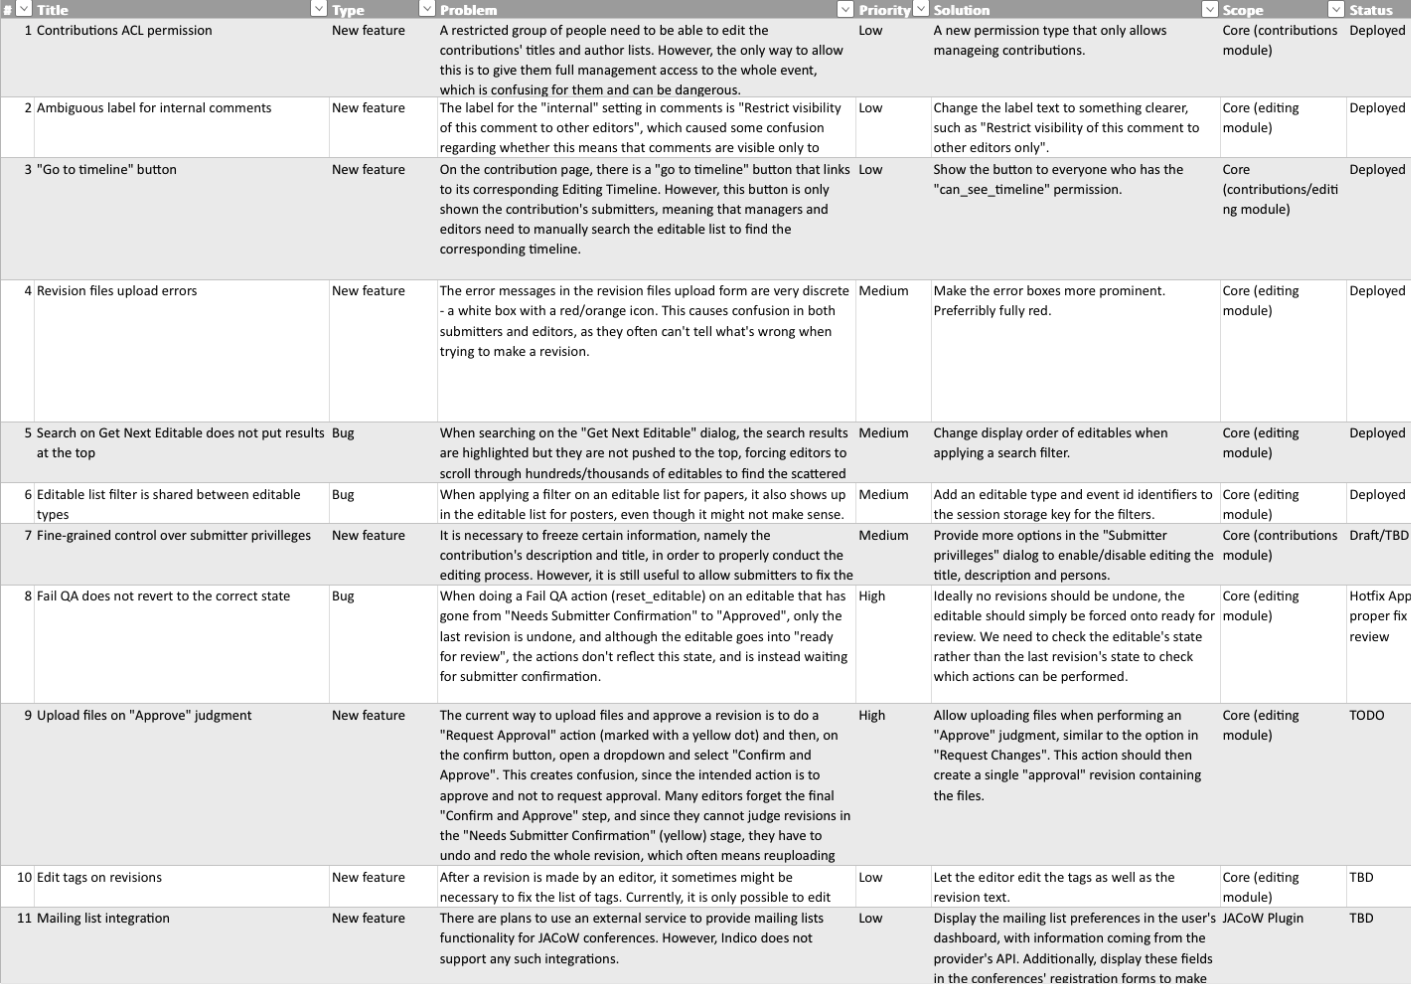 # Title Type Problem Priority Solution Scope Status
1 Contributions ACL permission New feature A restricted group of people need to be able to edit the Low A new permission type that only allows Core (contributions Deployed
contributions' titles and author lists. However, the only way to allow manageing contributions. module)
this is to give them full management access to the whole event,
which is confusing for them and can be dangerous.
2 Ambiguous label for internal comments New feature The label for the "internal" setting in comments is "Restrict visibility Low Change the label text to something clearer, Core (editing Deployed
of this comment to other editors", which caused some confusion such as "Restrict visibility of this comment to module)
regarding whether this means that comments are visible only to other editors only".
3 "Go to timeline" button New feature On the contribution page, there is a "go to timeline" button that links Low Show the button to everyone who has the Core Deployed
to its corresponding Editing Timeline. However, this button is only "can_see_timeline" permission. (contributions/editi
shown the contribution's submitters, meaning that managers and ng module)
editors need to manually search the editable list to find the
corresponding timeline.
4 Revision files upload errors New feature The error messages in the revision files upload form are very discrete Medium Make the error boxes more prominent. Core (editing Deployed
- a white box with a red/orange icon. This causes confusion in both Preferribly fully red. module)
submitters and editors, as they often can't tell what's wrong when
trying to make a revision.
5 Search on Get Next Editable does not put results Bug When searching on the "Get Next Editable" dialog, the search results Medium Change display order of editables when Core (editing Deployed
at the top are highlighted but they are not pushed to the top, forcing editors to applying a search filter. module)
scroll through hundreds/thousands of editables to find the scattered
6 Editable list filter is shared between editable Bug When applying a filter on an editable list for papers, it also shows up Medium Add an editable type and event id identifiers to Core (editing Deployed
types in the editable list for posters, even though it might not make sense. the session storage key for the filters. module)
7 Fine-grained control over submitter privilleges New feature It is necessary to freeze certain information, namely the Medium Provide more options in the "Submitter Core (contributions Draft/TBD
contribution's description and title, in order to properly conduct the privilleges" dialog to enable/disable editing the module)
editing process. However, it is still useful to allow submitters to fix the title, description and persons.
8 Fail QA does not revert to the correct state Bug When doing a Fail QA action (reset_editable) on an editable that has High Ideally no revisions should be undone, the Core (editing Hotfix App
gone from "Needs Submitter Confirmation" to "Approved", only the editable should simply be forced onto ready for module) proper fix
last revision is undone, and although the editable goes into "ready review. We need to check the editable's state review
for review", the actions don't reflect this state, and is instead waiting rather than the last revision's state to check
for submitter confirmation. which actions can be performed.
9 Upload files on "Approve" judgment New feature The current way to upload files and approve a revision is to do a High Allow uploading files when performing an Core (editing TODO
"Request Approval" action (marked with a yellow dot) and then, on "Approve" judgment, similar to the option in module)
the confirm button, open a dropdown and select "Confirm and "Request Changes". This action should then
Approve". This creates confusion, since the intended action is to create a single "approval" revision containing
approve and not to request approval. Many editors forget the final the files.
"Confirm and Approve" step, and since they cannot judge revisions in
the "Needs Submitter Confirmation" (yellow) stage, they have to
undo and redo the whole revision, which often means reuploading
10 Edit tags on revisions New feature After a revision is made by an editor, it sometimes might be Low Let the editor edit the tags as well as the Core (editing TBD
necessary to fix the list of tags. Currently, it is only possible to edit revision text. module)
11 Mailing list integration New feature There are plans to use an external service to provide mailing lists Low Display the mailing list preferences in the user's JACoW Plugin TBD
functionality for JACoW conferences. However, Indico does not dashboard, with information coming from the
support any such integrations. provider's API. Additionally, display these fields
in the conferences' registration forms to make